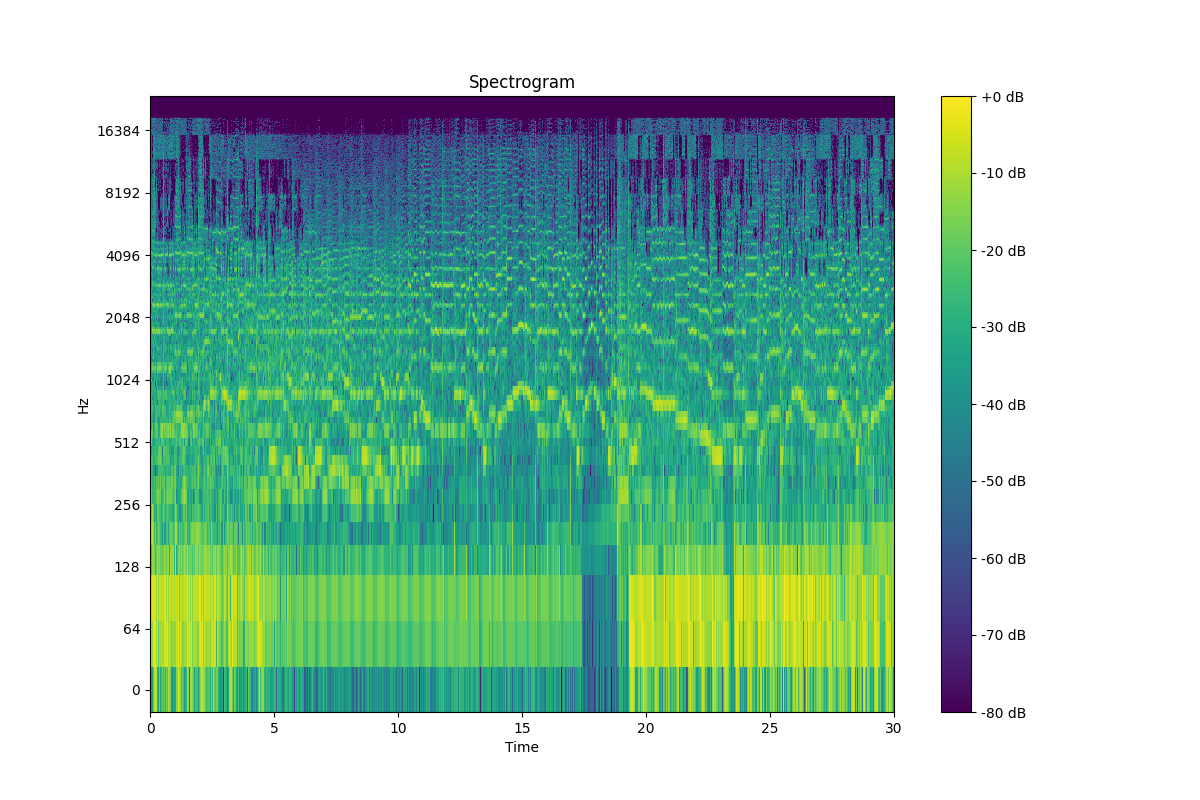 Spectrogram
+0 dB
16384
-10 dB
8192
-20 dB
4096
-30 dB
2048
1024
-40 dB
Hz
512
-50 dB
256
-60 dB
128
64
-70 dB
0
-80 dB
0 5 10 15 20 25 30
Time